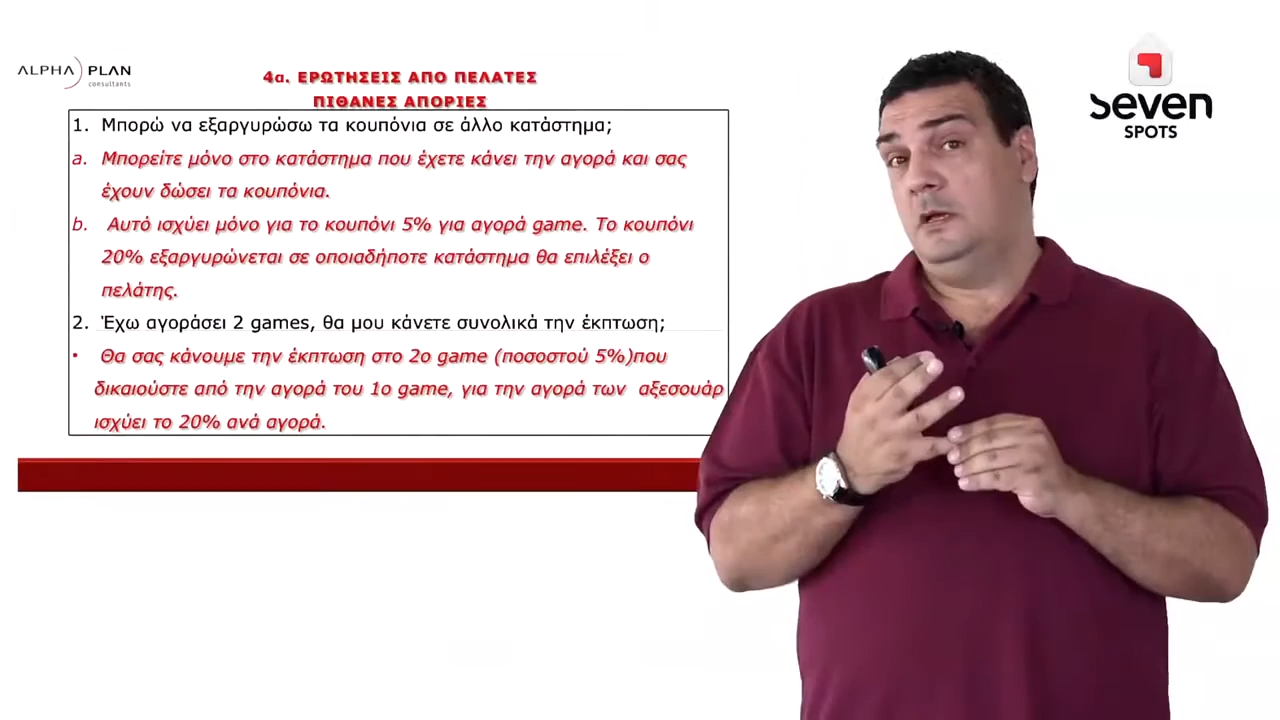 ALPHA PLAN
consultants
4α. ΕΡΩΤΗΣΕΙΣ ΑΠΟ ΠΕΛΑΤΕΣ
ΠΙΘΑΝΕΣ ΑΠΟΡΙΕΣ
1. Μπορώ να εξαργυρώσω τα κουπόνια σε άλλο κατάστημα;
a. Μπορείτε μόνο στο κατάστημα που έχετε κάνει την αγορά και σας
έχουν δώσει τα κουπόνια.
b. Αυτό ισχύει μόνο για το κουπόνι 5% για αγορά game. Το κουπόνι
20% εξαργυρώνεται σε οποιαδήποτε κατάστημα θα επιλέξει ο
πελάτης.
2. Έχω αγοράσει 2 games, θα μου κάνετε συνολικά την έκπτωση;
• Θα σας κάνουμε την έκπτωση στο 2ο game (ποσοστού 5%)που
δικαιούστε από την αγορά του 1ο game, για την αγορά των αξεσουάρ
ισχύει το 20% ανά αγορά.
seven
SPOTS